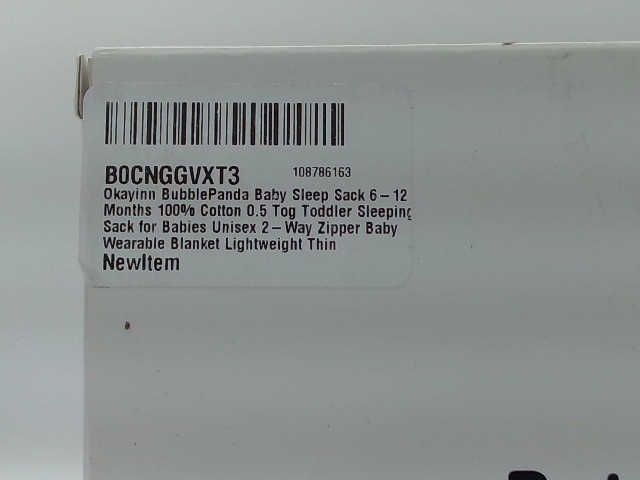 B0CNGGVXT3 108786163
Okayinn BubblePanda Baby Sleep Sack 6-12
Months 100% Cotton 0.5 Tog Toddler Sleeping
Sack for Babies Unisex 2-Way Zipper Baby
Wearable Blanket Lightweight Thin
NewItem